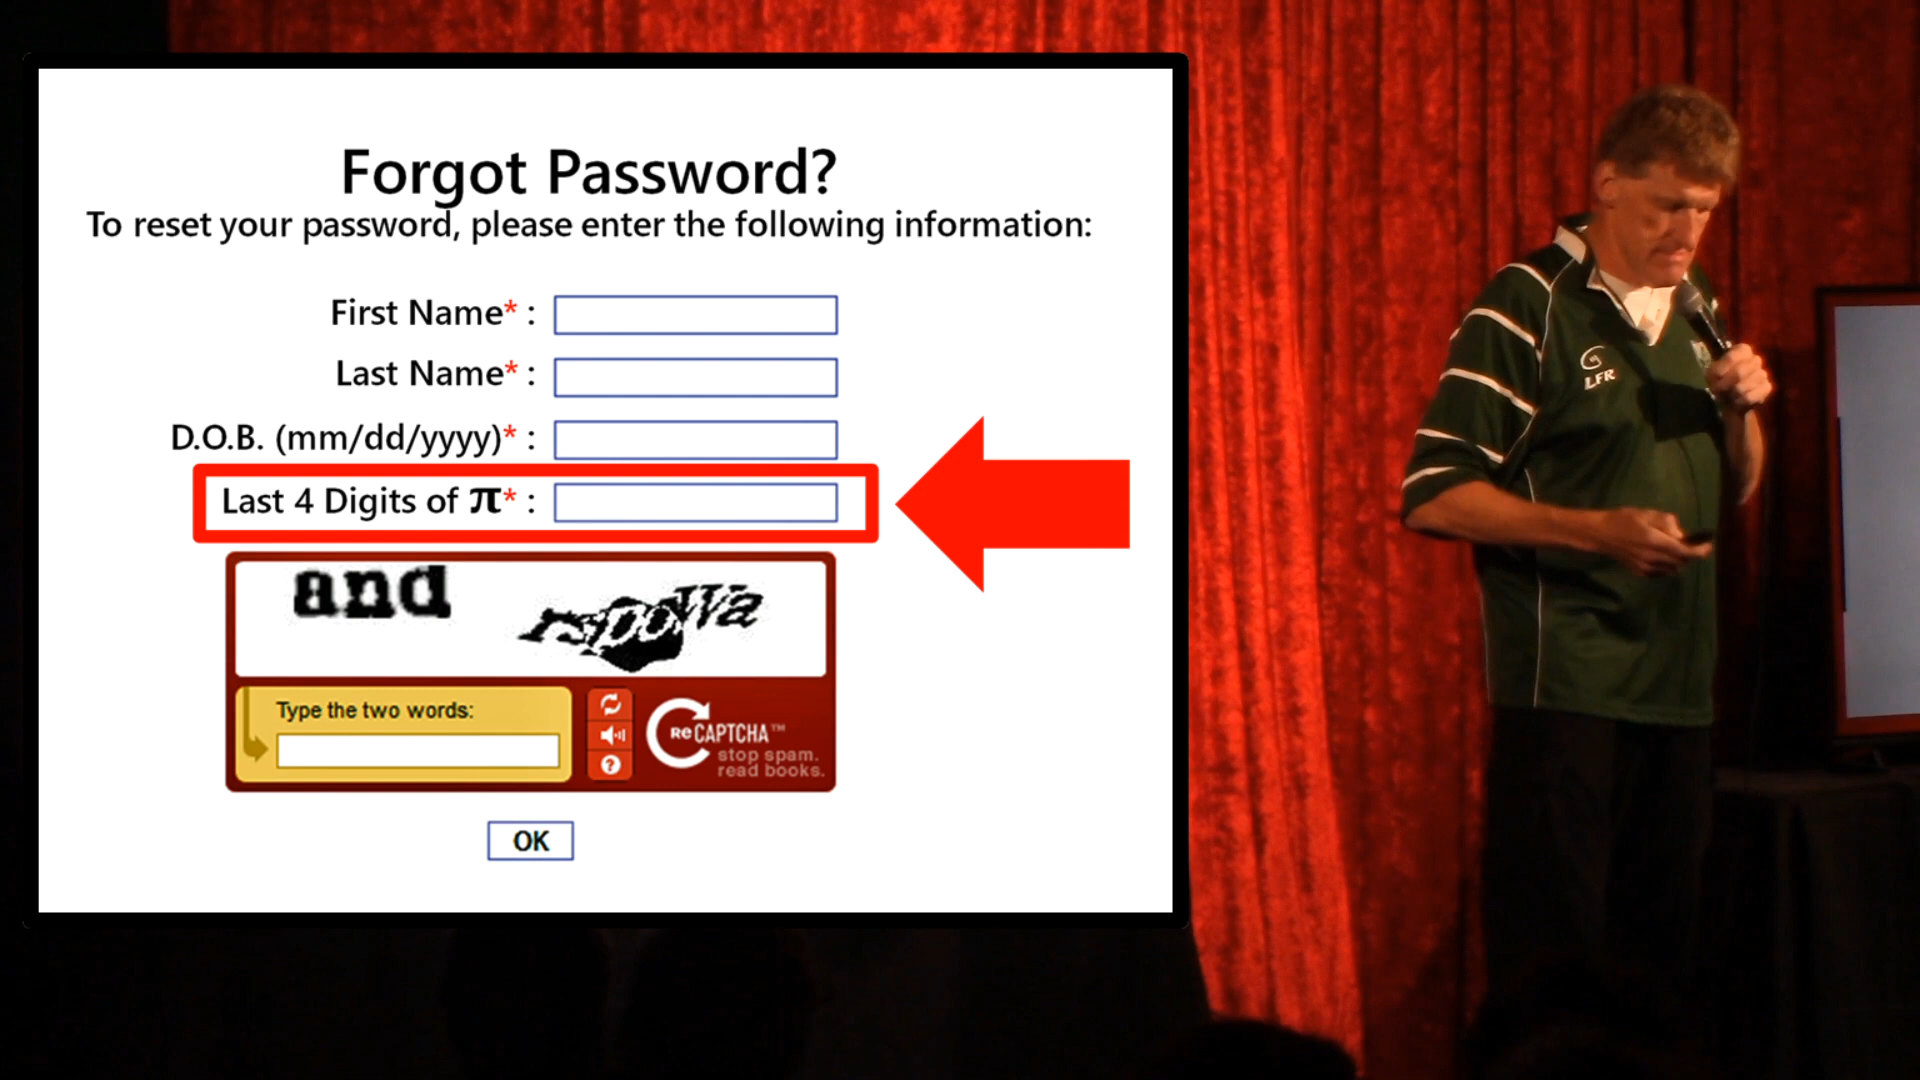 Forgot Password?
To reset your password, please enter the following information:
First Name* :
Last Name* :
D.O.B. (mm/dd/yyyy)* :
Last 4 Digits of π* :
and
Type the two words:
reCAPTCHA™
stop spam.
read books.
OK
LFR